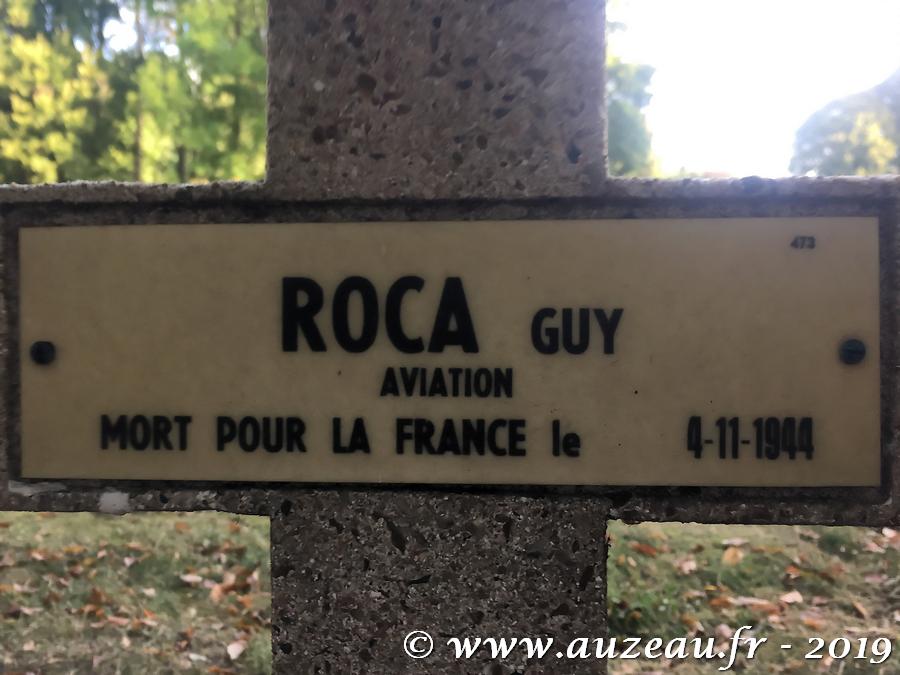 473
ROCA GUY
AVIATION
MORT POUR LA FRANCE le 4-11-1944
© www.auzeau.fr - 2019